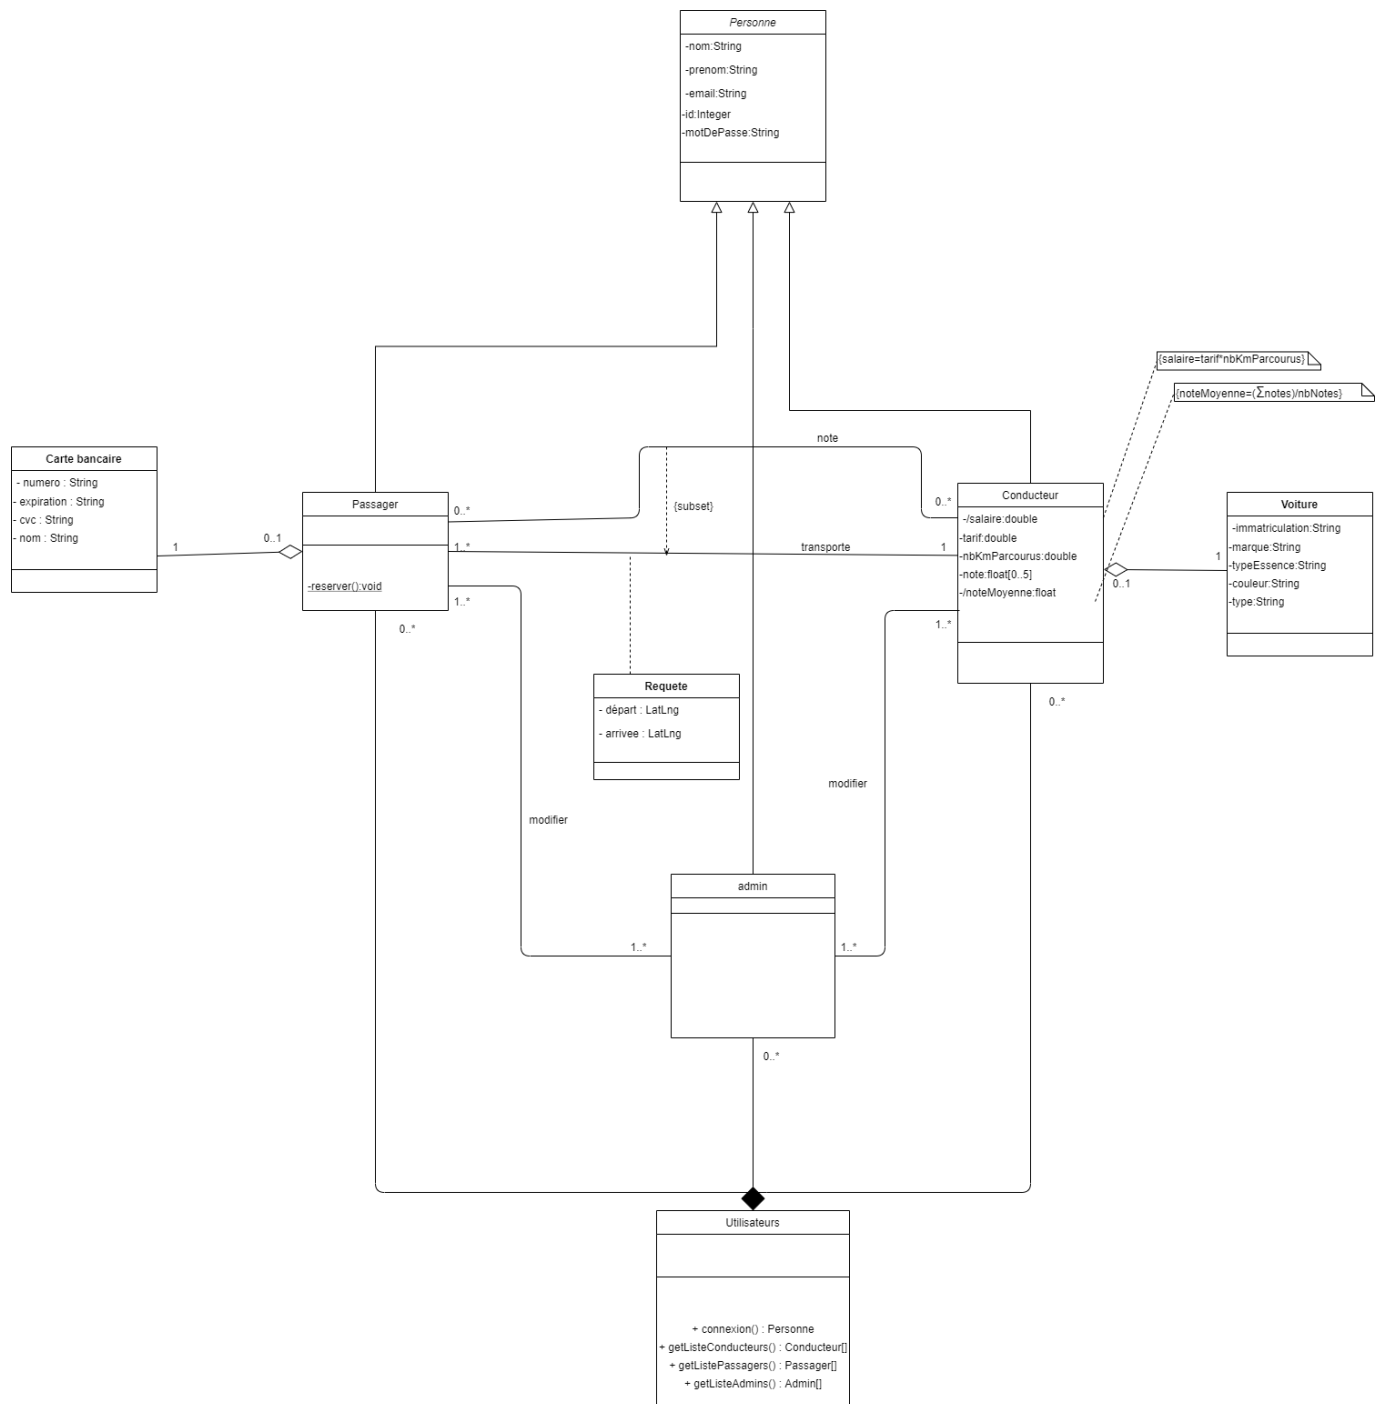 Personne
-nom:String
-prenom:String
-email:String
-id:Integer
-motDePasse:String
{salaire=tarif*nbKmParcourus}
{noteMoyenne=(Σnotes)/nbNotes}
note
Carte bancaire
- numero : String
- expiration : String
- cvc : String
- nom : String
1
0..1
Passager
-reserver():void
0..*
1..*
1..*
0..*
{subset}
transporte
0..*
1
1..*
Conducteur
-/salaire:double
-tarif:double
-nbKmParcourus:double
-note:float[0..5]
-/noteMoyenne:float
0..*
0..1
1
Voiture
-immatriculation:String
-marque:String
-typeEssence:String
-couleur:String
-type:String
Requete
- départ : LatLng
- arrivee : LatLng
modifier
modifier
admin
1..*
1..*
0..*
Utilisateurs
+ connexion() : Personne
+ getListeConducteurs() : Conducteur[]
+ getListePassagers() : Passager[]
+ getListeAdmins() : Admin[]